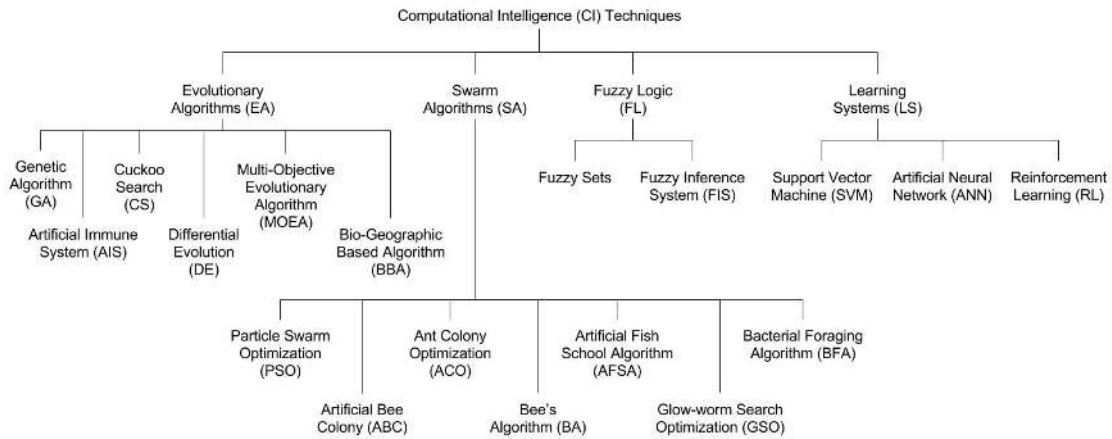 Computational Intelligence (CI) Techniques
Evolutionary
Algorithms (EA)
Swarm
Algorithms (SA)
Fuzzy Logic
(FL)
Learning
Systems (LS)
Genetic
Algorithm
(GA)
Artificial Immune
System (AIS)
Cuckoo
Search
(CS)
Differential
Evolution
(DE)
Multi-Objective
Evolutionary
Algorithm
(MOEA)
Bio-Geographic
Based Algorithm
(BBA)
Fuzzy Sets
Fuzzy Inference
System (FIS)
Support Vector
Machine (SVM)
Artificial Neural
Network (ANN)
Reinforcement
Learning (RL)
Particle Swarm
Optimization
(PSO)
Artificial Bee
Colony (ABC)
Ant Colony
Optimization
(ACO)
Bee's
Algorithm (BA)
Artificial Fish
School Algorithm
(AFSA)
Glow-worm Search
Optimization (GSO)
Bacterial Foraging
Algorithm (BFA)